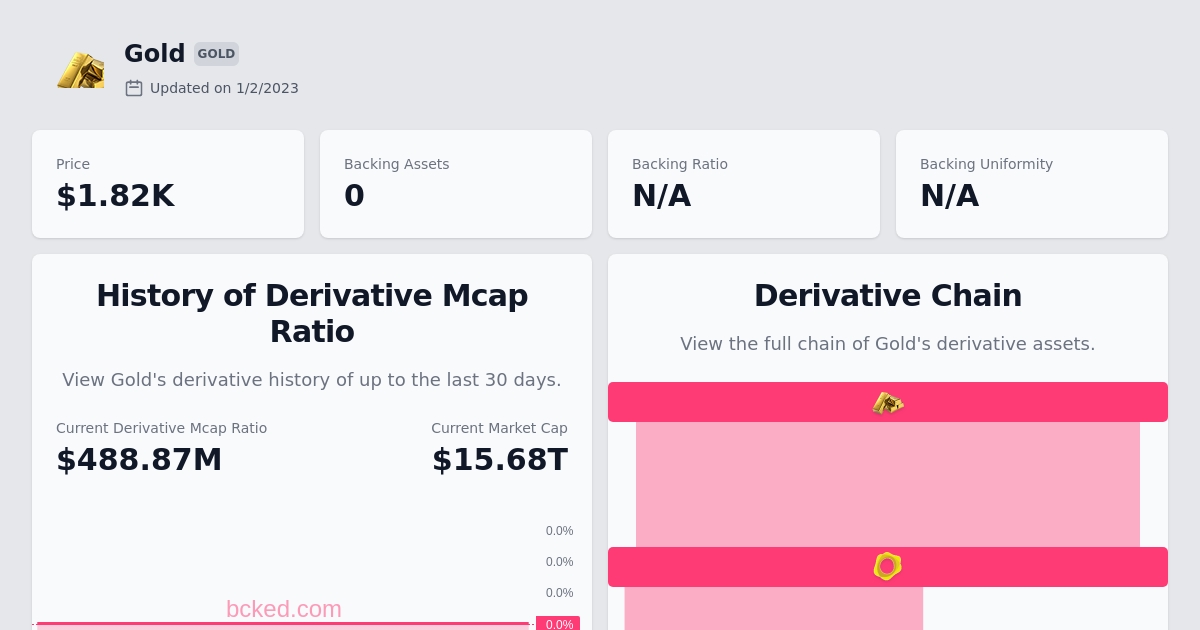 Gold GOLD
Updated on 1/2/2023
Price
$1.82K
Backing Assets
0
Backing Ratio
N/A
Backing Uniformity
N/A
History of Derivative Mcap
Ratio
View Gold's derivative history of up to the last 30 days.
Current Derivative Mcap Ratio
$488.87M
Current Market Cap
$15.68T
0.0%
0.0%
0.0%
bcked.com
0.0%
Derivative Chain
View the full chain of Gold's derivative assets.